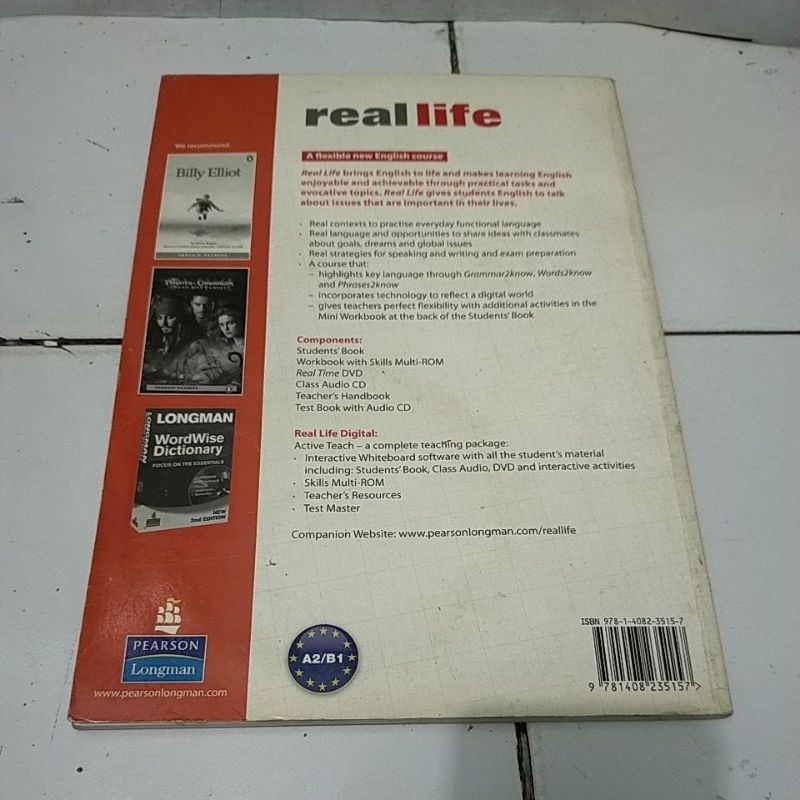 real life
A flexible new English course
Real Life brings English to life and makes learning English
enjoyable and achievable through practical tasks and
evocative topics. Real Life gives students English to talk
about issues that are important in their lives.
· Real contexts to practise everyday functional language
· Real language and opportunities to share ideas with classmates
about goals, dreams and global issues
· Real strategies for speaking and writing and exam preparation
· A course that:
– highlights key language through Grammar2know, Words2know
and Phrases2know
– incorporates technology to reflect a digital world
– gives teachers perfect flexibility with additional activities in the
Mini Workbook at the back of the Students' Book
Components:
Students' Book
Workbook with Skills Multi-ROM
Real Time DVD
Class Audio CD
Teacher's Handbook
Test Book with Audio CD
Real Life Digital:
Active Teach – a complete teaching package:
· Interactive Whiteboard software with all the student's material
including: Students' Book, Class Audio, DVD and interactive activities
· Skills Multi-ROM
· Teacher's Resources
· Test Master
Companion Website: www.pearsonlongman.com/reallife
We recommend:
Billy Elliot
PENGUIN READERS
PIRATES of the CARIBBEAN
DEAD MAN'S CHEST
PENGUIN READERS
LONGMAN
LONGMAN
WordWise
Dictionary
FOCUS ON THE ESSENTIALS
NEW
2nd EDITION
PEARSON
Longman
www.pearsonlongman.com
A2/B1
ISBN 978-1-4082-3515-7
9 781408 235157 >